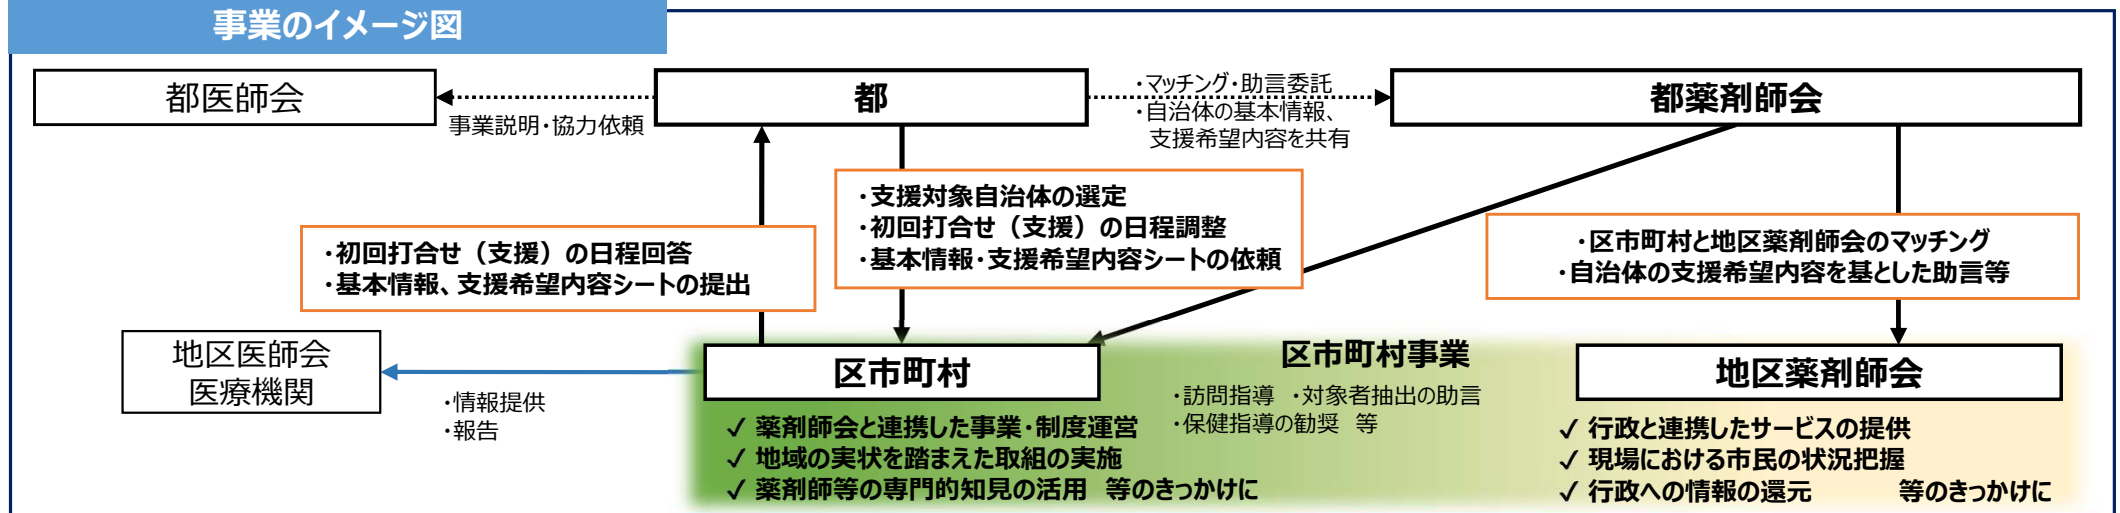 事業のイメージ図
都医師会
都
都薬剤師会
事業説明・協力依頼
・マッチング・助言委託
・自治体の基本情報、
支援希望内容を共有
・支援対象自治体の選定
・初回打合せ（支援）の日程調整
・基本情報・支援希望内容シートの依頼
・初回打合せ（支援）の日程回答
・基本情報、支援希望内容シートの提出
・区市町村と地区薬剤師会のマッチング
・自治体の支援希望内容を基とした助言等
地区医師会
医療機関
・情報提供
・報告
区市町村
区市町村事業
・訪問指導 ・対象者抽出の助言
・保健指導の勧奨 等
地区薬剤師会
✓ 薬剤師会と連携した事業・制度運営
✓ 地域の実状を踏まえた取組の実施
✓ 薬剤師等の専門的知見の活用 等のきっかけに
✓ 行政と連携したサービスの提供
✓ 現場における市民の状況把握
✓ 行政への情報の還元 等のきっかけに